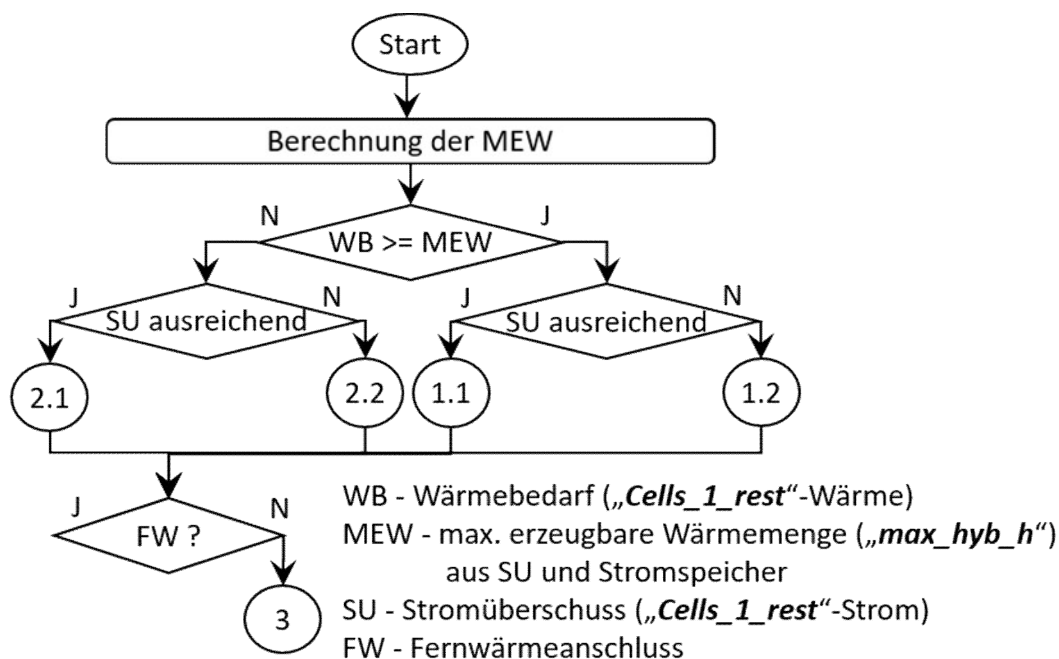 Start
Berechnung der MEW
N
J
WB >= MEW
J
N
J
N
SU ausreichend
SU ausreichend
2.1
2.2
1.1
1.2
J
N
FW ?
3
WB - Wärmebedarf („Cells_1_rest“-Wärme)
MEW - max. erzeugbare Wärmemenge („max_hyb_h“)
aus SU und Stromspeicher
SU - Stromüberschuss („Cells_1_rest“-Strom)
FW - Fernwärmeanschluss